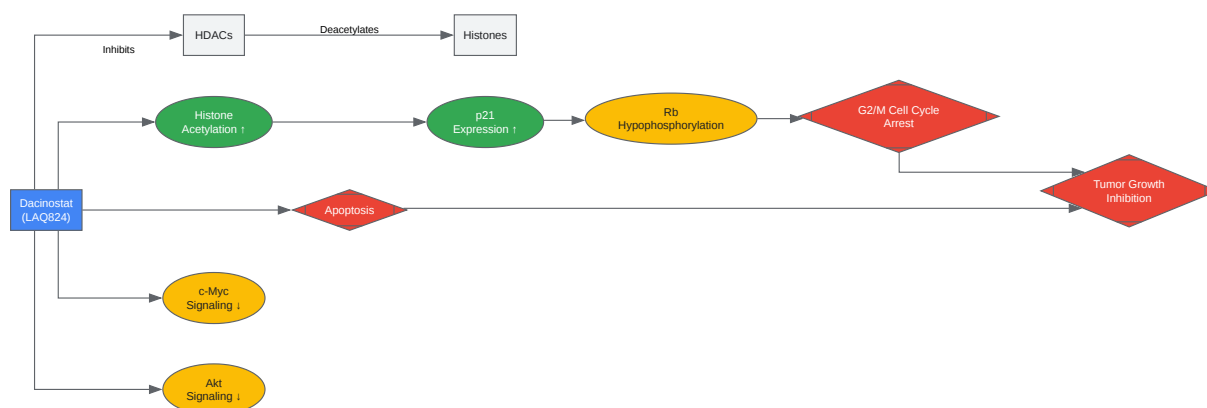 HDACs
Deacetylates
Histones
Inhibits
Histone
Acetylation ↑
p21
Expression ↑
Rb
Hypophosphorylation
G2/M Cell Cycle
Arrest
Dacinostat
(LAQ824)
Apoptosis
Tumor Growth
Inhibition
c-Myc
Signaling ↓
Akt
Signaling ↓